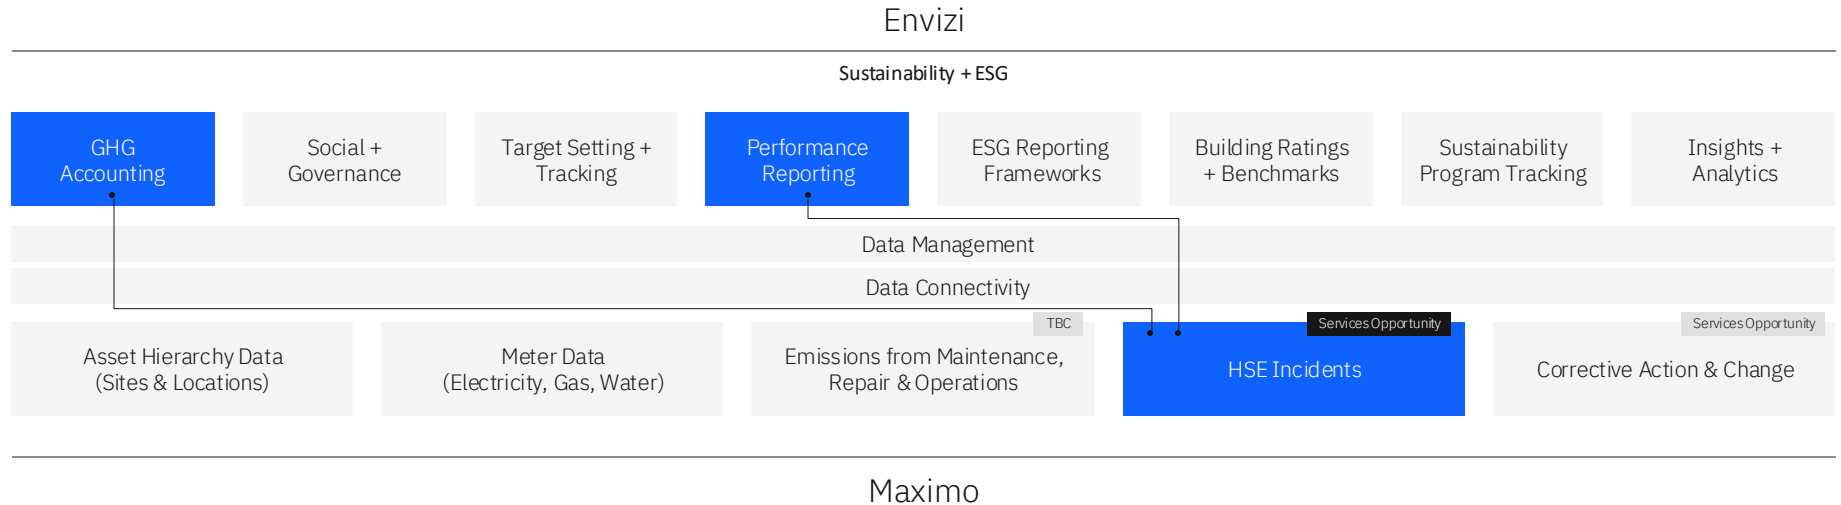 Envizi
Sustainability + ESG
GHG
Accounting
Social +
Governance
Target Setting +
Tracking
Performance
Reporting
ESG Reporting
Frameworks
Building Ratings
+ Benchmarks
Sustainability
Program Tracking
Insights +
Analytics
Data Management
Data Connectivity
Asset Hierarchy Data
(Sites & Locations)
Meter Data
(Electricity, Gas, Water)
TBC
Emissions from Maintenance,
Repair & Operations
Services Opportunity
HSE Incidents
Services Opportunity
Corrective Action & Change
Maximo